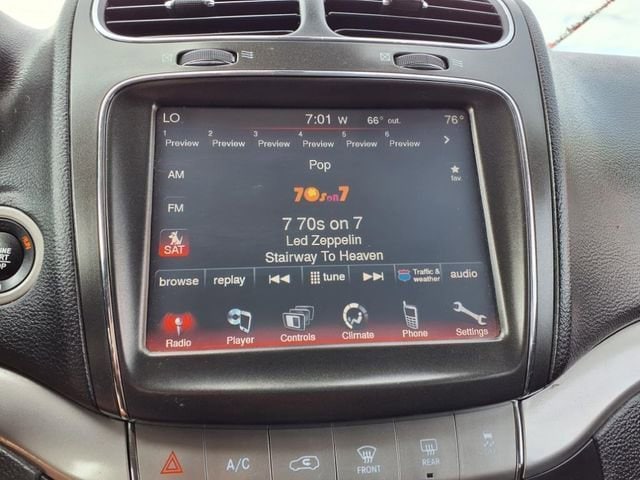 LO 7:01 W 66° out. 76°
1 2 3 4 5 6
Preview Preview Preview Preview Preview Preview
Pop
AM
fav.
70s on 7
FM
7 70s on 7
Led Zeppelin
SAT
Stairway To Heaven
browse replay tune Traffic & weather audio
Radio Player Controls Climate Phone Settings
A/C FRONT REAR